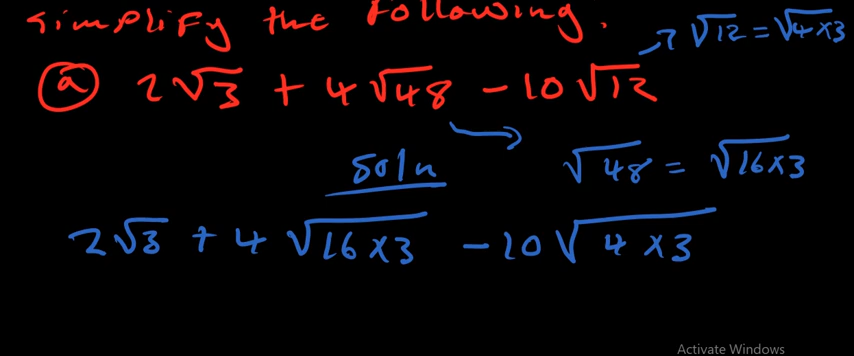 simplify the following.
↗ √12 = √4×3
(a) 2√3 + 4√48 − 10√12
soln
√48 = √16×3
2√3 + 4√16×3 − 10√4×3
Activate Windows